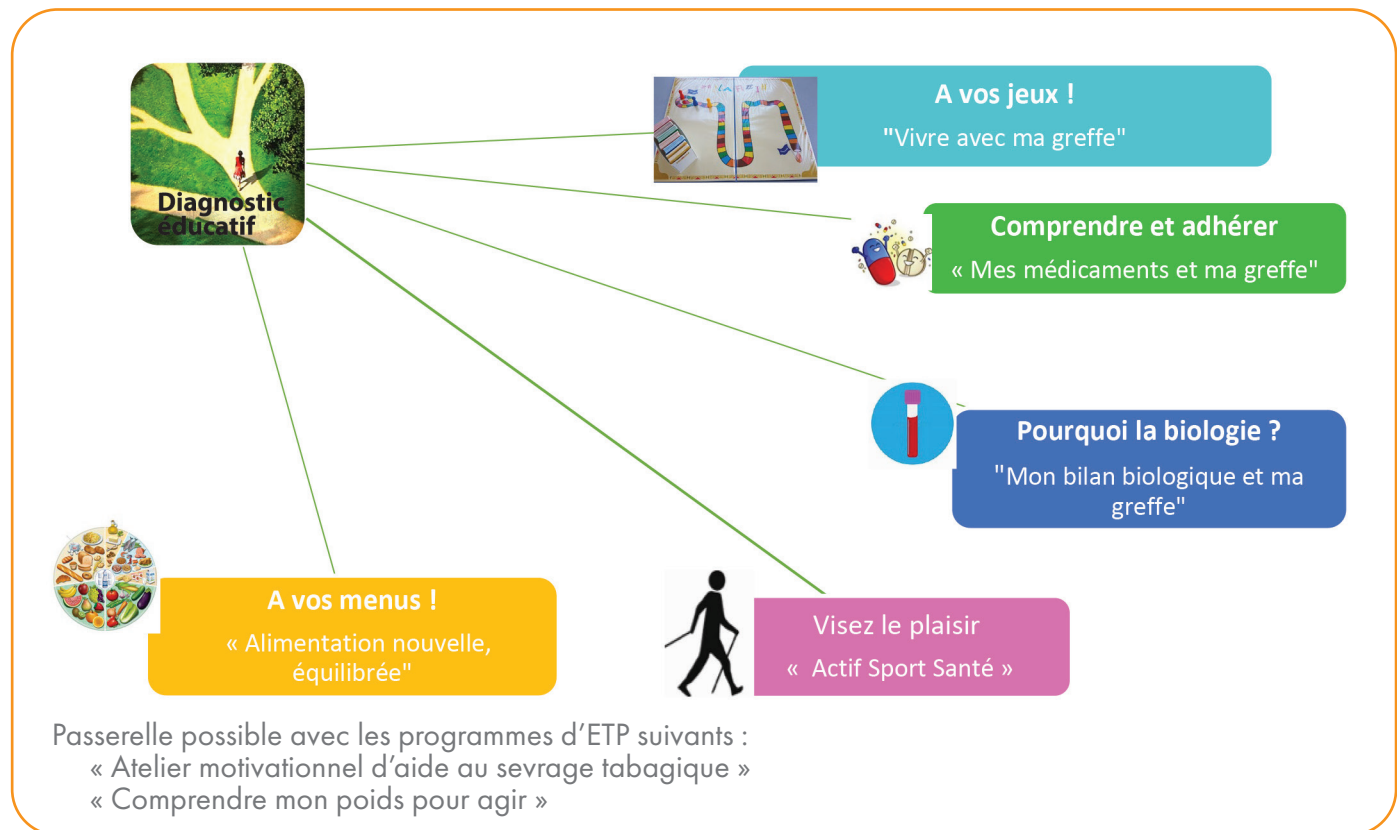 Diagnostic
éducatif
A vos jeux !
"Vivre avec ma greffe"
Comprendre et adhérer
« Mes médicaments et ma greffe"
Pourquoi la biologie ?
"Mon bilan biologique et ma
greffe"
A vos menus !
« Alimentation nouvelle,
équilibrée"
Visez le plaisir
« Actif Sport Santé »
Passerelle possible avec les programmes d’ETP suivants :
« Atelier motivationnel d’aide au sevrage tabagique »
« Comprendre mon poids pour agir »